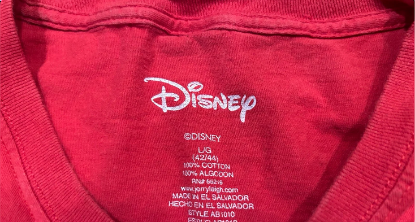 Disney
©DISNEY
L/G
(42/44)
100% COTTON
100% ALGODON
www.jerryleigh.com
MADE IN EL SALVADOR
HECHO EN EL SALVADOR
STYLE AB1010